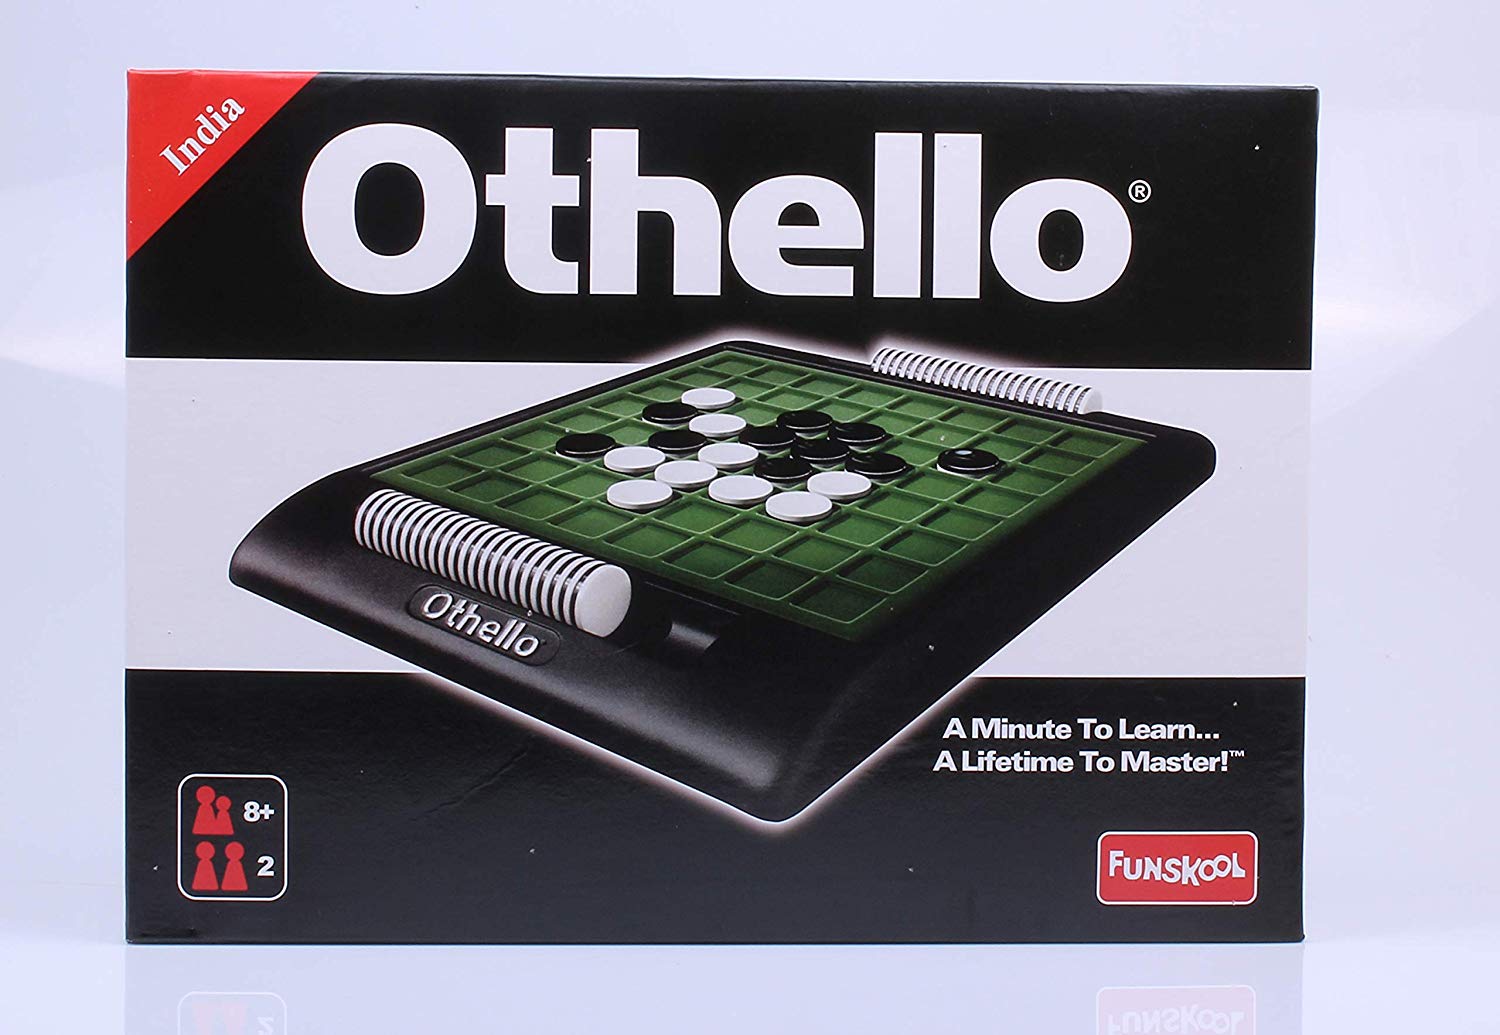 India
Othello®
Othello
A Minute To Learn...
A Lifetime To Master!™
8+
2
FUNSKOOL